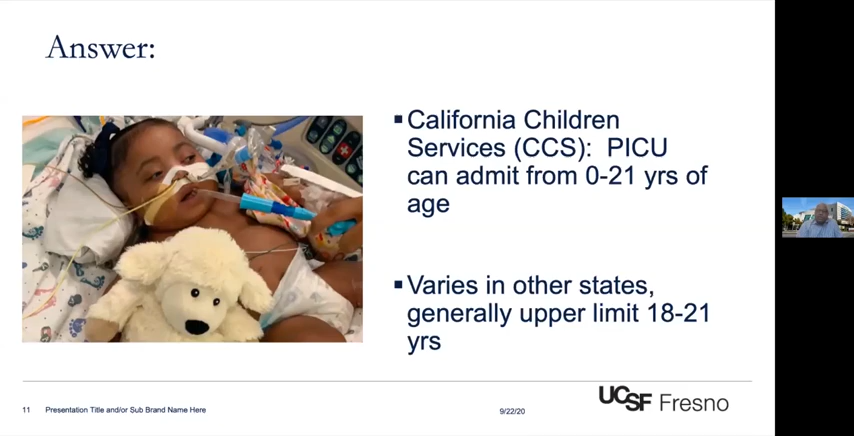 Answer:
▪California Children
Services (CCS):  PICU
can admit from 0-21 yrs of
age
▪Varies in other states,
generally upper limit 18-21
yrs
11 Presentation Title and/or Sub Brand Name Here
9/22/20
UCSF Fresno